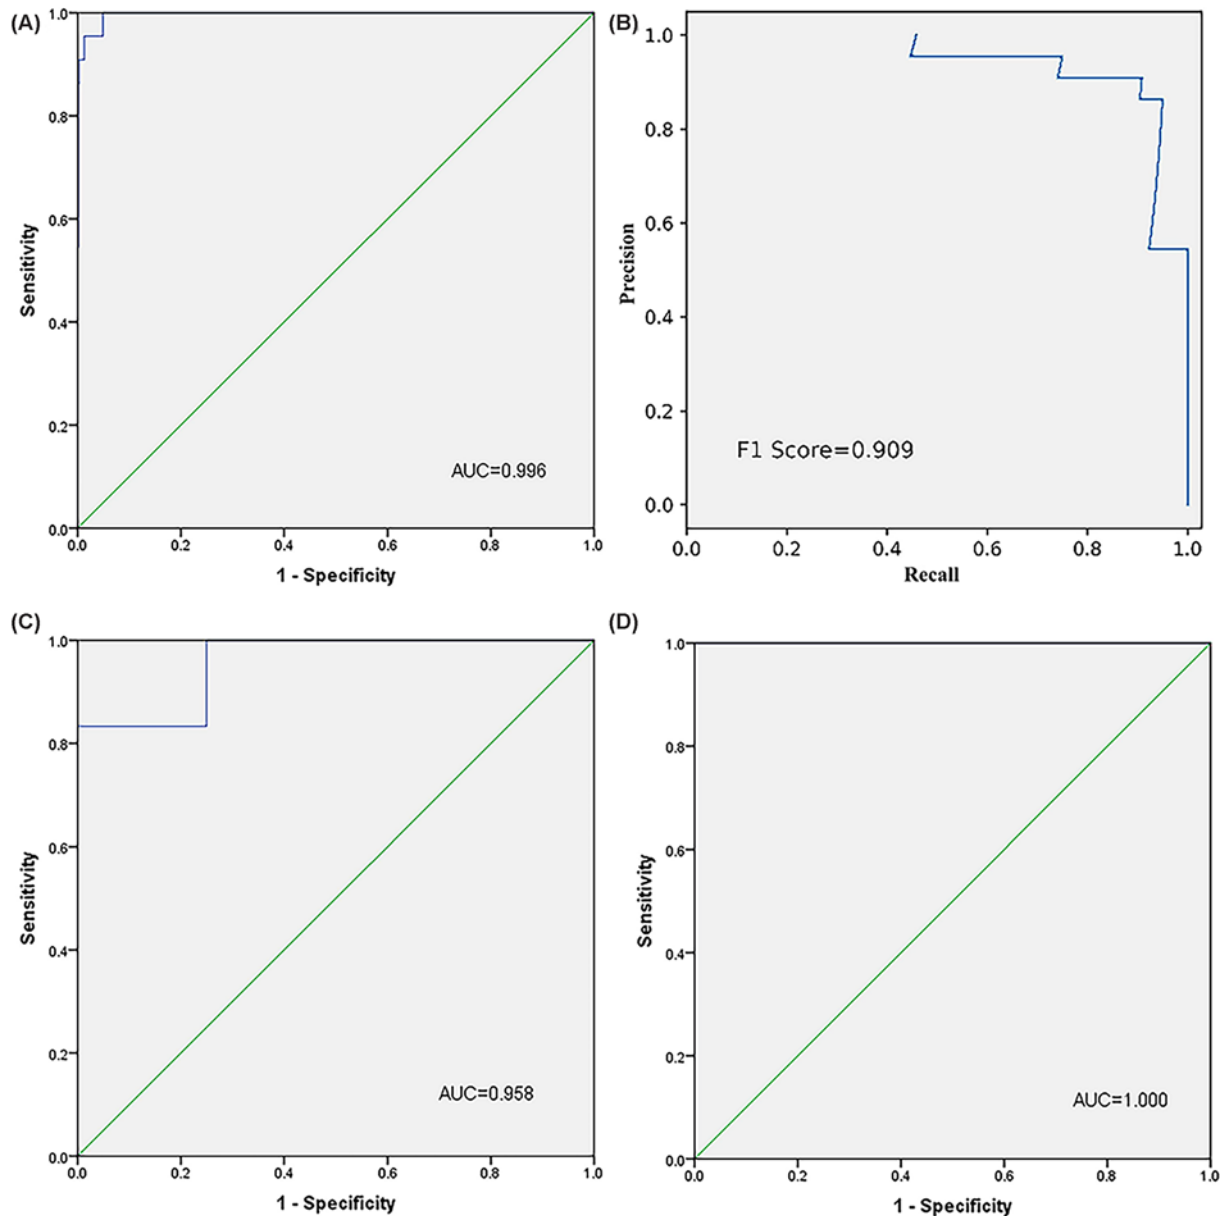 (A)
1.0
0.8
0.6
0.4
0.2
0.0
Sensitivity
AUC=0.996
0.0 0.2 0.4 0.6 0.8 1.0
1 - Specificity
(B)
1.0
0.8
0.6
0.4
0.2
0.0
Precision
F1 Score=0.909
0.0 0.2 0.4 0.6 0.8 1.0
Recall
(C)
1.0
0.8
0.6
0.4
0.2
0.0
Sensitivity
AUC=0.958
0.0 0.2 0.4 0.6 0.8 1.0
1 - Specificity
(D)
1.0
0.8
0.6
0.4
0.2
0.0
Sensitivity
AUC=1.000
0.0 0.2 0.4 0.6 0.8 1.0
1 - Specificity